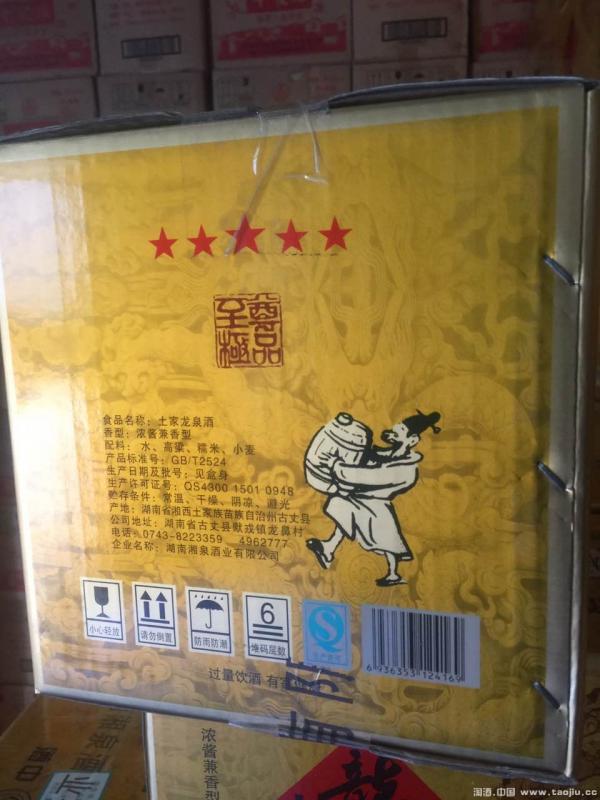 至極
尊品
食品名称：土家龙泉酒
香型：浓酱兼香型
配料：水、高粱、糯米、小麦
产品标准号：GB/T2524
生产日期及批号：见盒身
生产许可证号：QS4300 1501 0948
贮存条件：常温、干燥、阴凉、避光
产地：湖南省湘西土家族苗族自治州古丈县
公司地址：湖南省古丈县默戎镇龙鼻村
电话：0743-8223359 4962777
企业名称：湖南湘泉酒业有限公司
6
小心轻放
请勿倒置
防雨防潮
堆码层数
6 936353 124169
过量饮酒 有
浓酱兼香型
龍
淘酒.中国 www.taojiu.cc